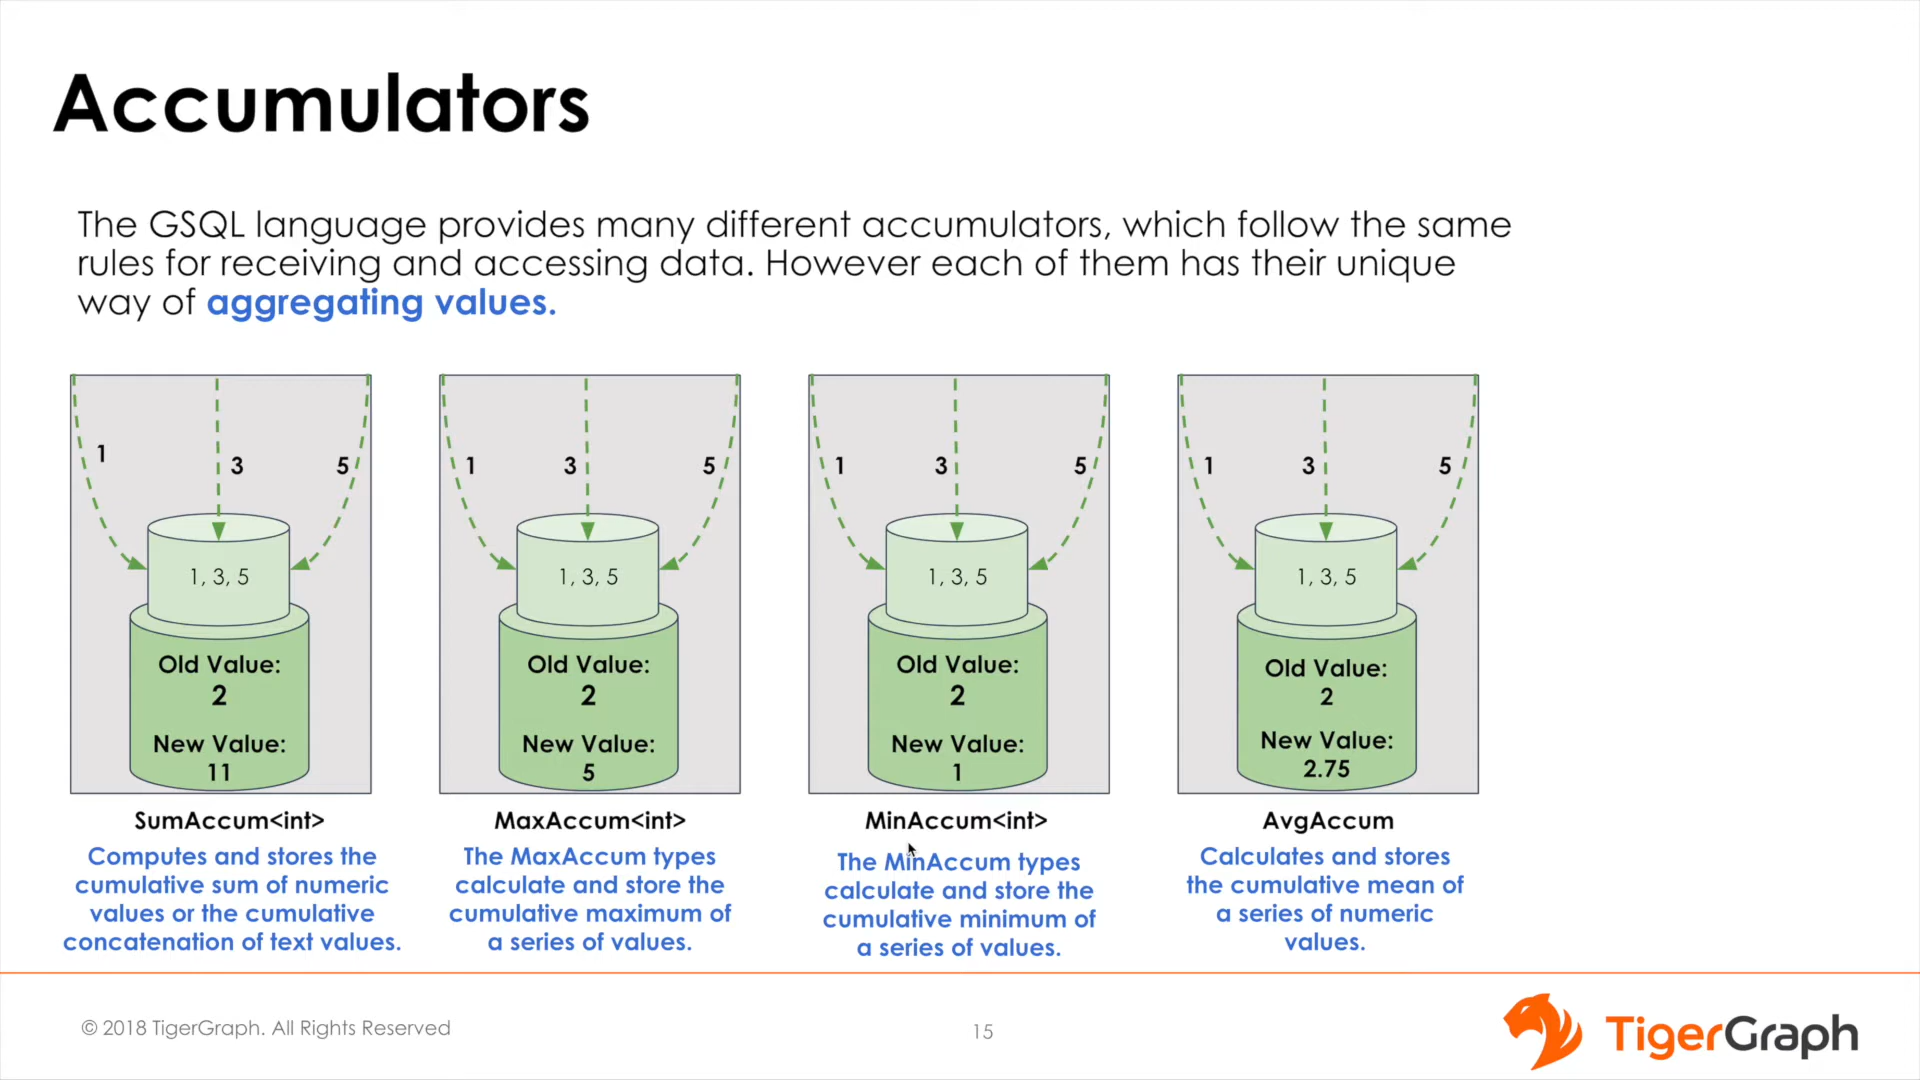 Accumulators
The GSQL language provides many different accumulators, which follow the same
rules for receiving and accessing data. However each of them has their unique
way of aggregating values.
1
3
5
1, 3, 5
Old Value:
2
New Value:
11
SumAccum<int>
Computes and stores the
cumulative sum of numeric
values or the cumulative
concatenation of text values.
1
3
5
1, 3, 5
Old Value:
2
New Value:
5
MaxAccum<int>
The MaxAccum types
calculate and store the
cumulative maximum of
a series of values.
1
3
5
1, 3, 5
Old Value:
2
New Value:
1
MinAccum<int>
The MinAccum types
calculate and store the
cumulative minimum of
a series of values.
1
3
5
1, 3, 5
Old Value:
2
New Value:
2.75
AvgAccum
Calculates and stores
the cumulative mean of
a series of numeric
values.
© 2018 TigerGraph. All Rights Reserved
15
TigerGraph